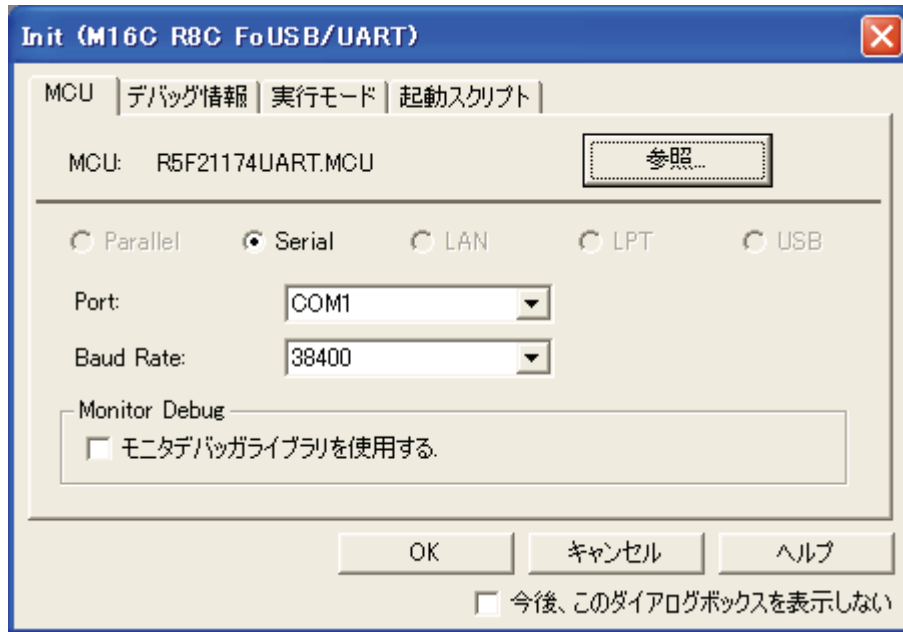 Init (M16C R8C FoUSB/UART)
MCU デバッグ情報 実行モード 起動スクリプト
MCU: R5F21174UART.MCU 参照...
Parallel Serial LAN LPT USB
Port: COM1
Baud Rate: 38400
Monitor Debug
モニタデバッガライブラリを使用する.
OK キャンセル ヘルプ
今後、このダイアログボックスを表示しない